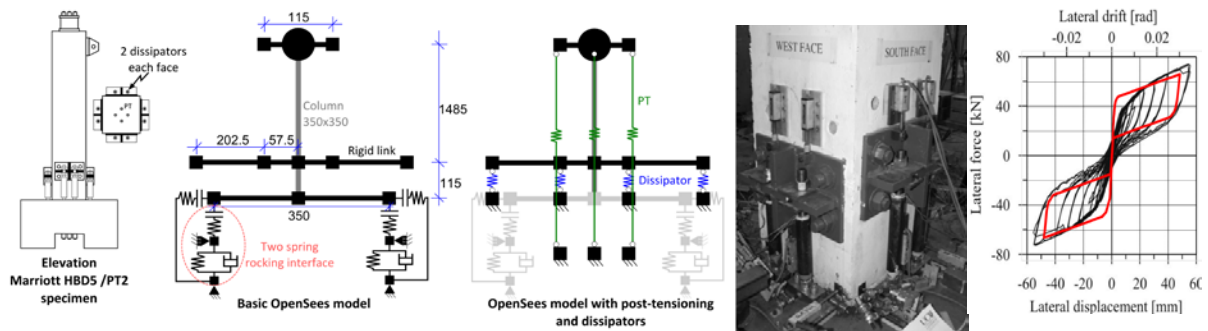 2 dissipators
each face
PT
Elevation
Marriott HBD5 /PT2
specimen
115
Column
350x350
1485
202.5
57.5
Rigid link
115
350
Two spring
rocking interface
Basic OpenSees model
PT
Dissipator
OpenSees model with post-tensioning
and dissipators
WEST FACE
SOUTH FACE
Lateral drift [rad]
-0.02
0
0.02
Lateral force [kN]
80
40
0
-40
-80
-60
-40
-20
0
20
40
60
Lateral displacement [mm]